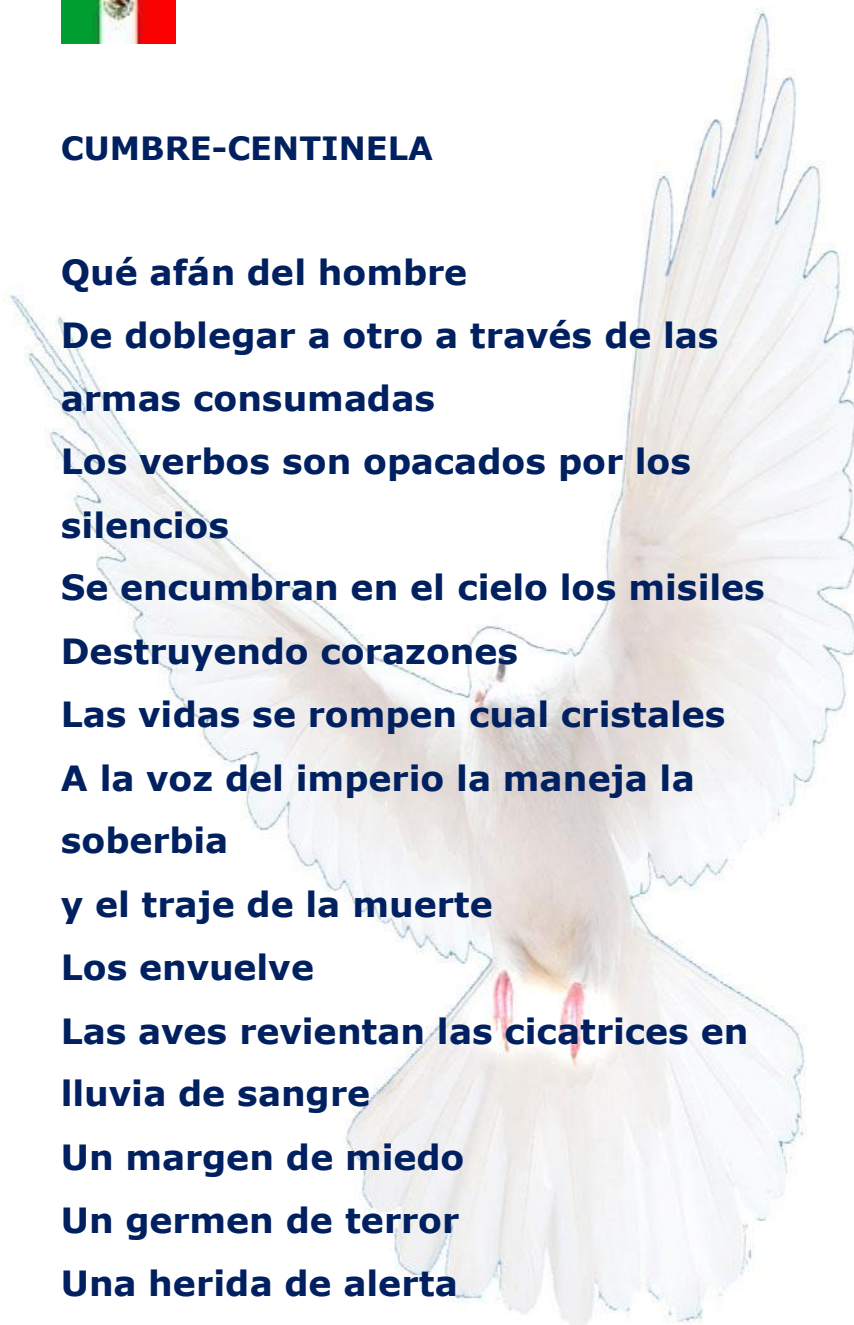 CUMBRE-CENTINELA
Qué afán del hombre
De doblegar a otro a través de las
armas consumadas
Los verbos son opacados por los
silencios
Se encumbran en el cielo los misiles
Destruyendo corazones
Las vidas se rompen cual cristales
A la voz del imperio la maneja la
soberbia
y el traje de la muerte
Los envuelve
Las aves revientan las cicatrices en
lluvia de sangre
Un margen de miedo
Un germen de terror
Una herida de alerta